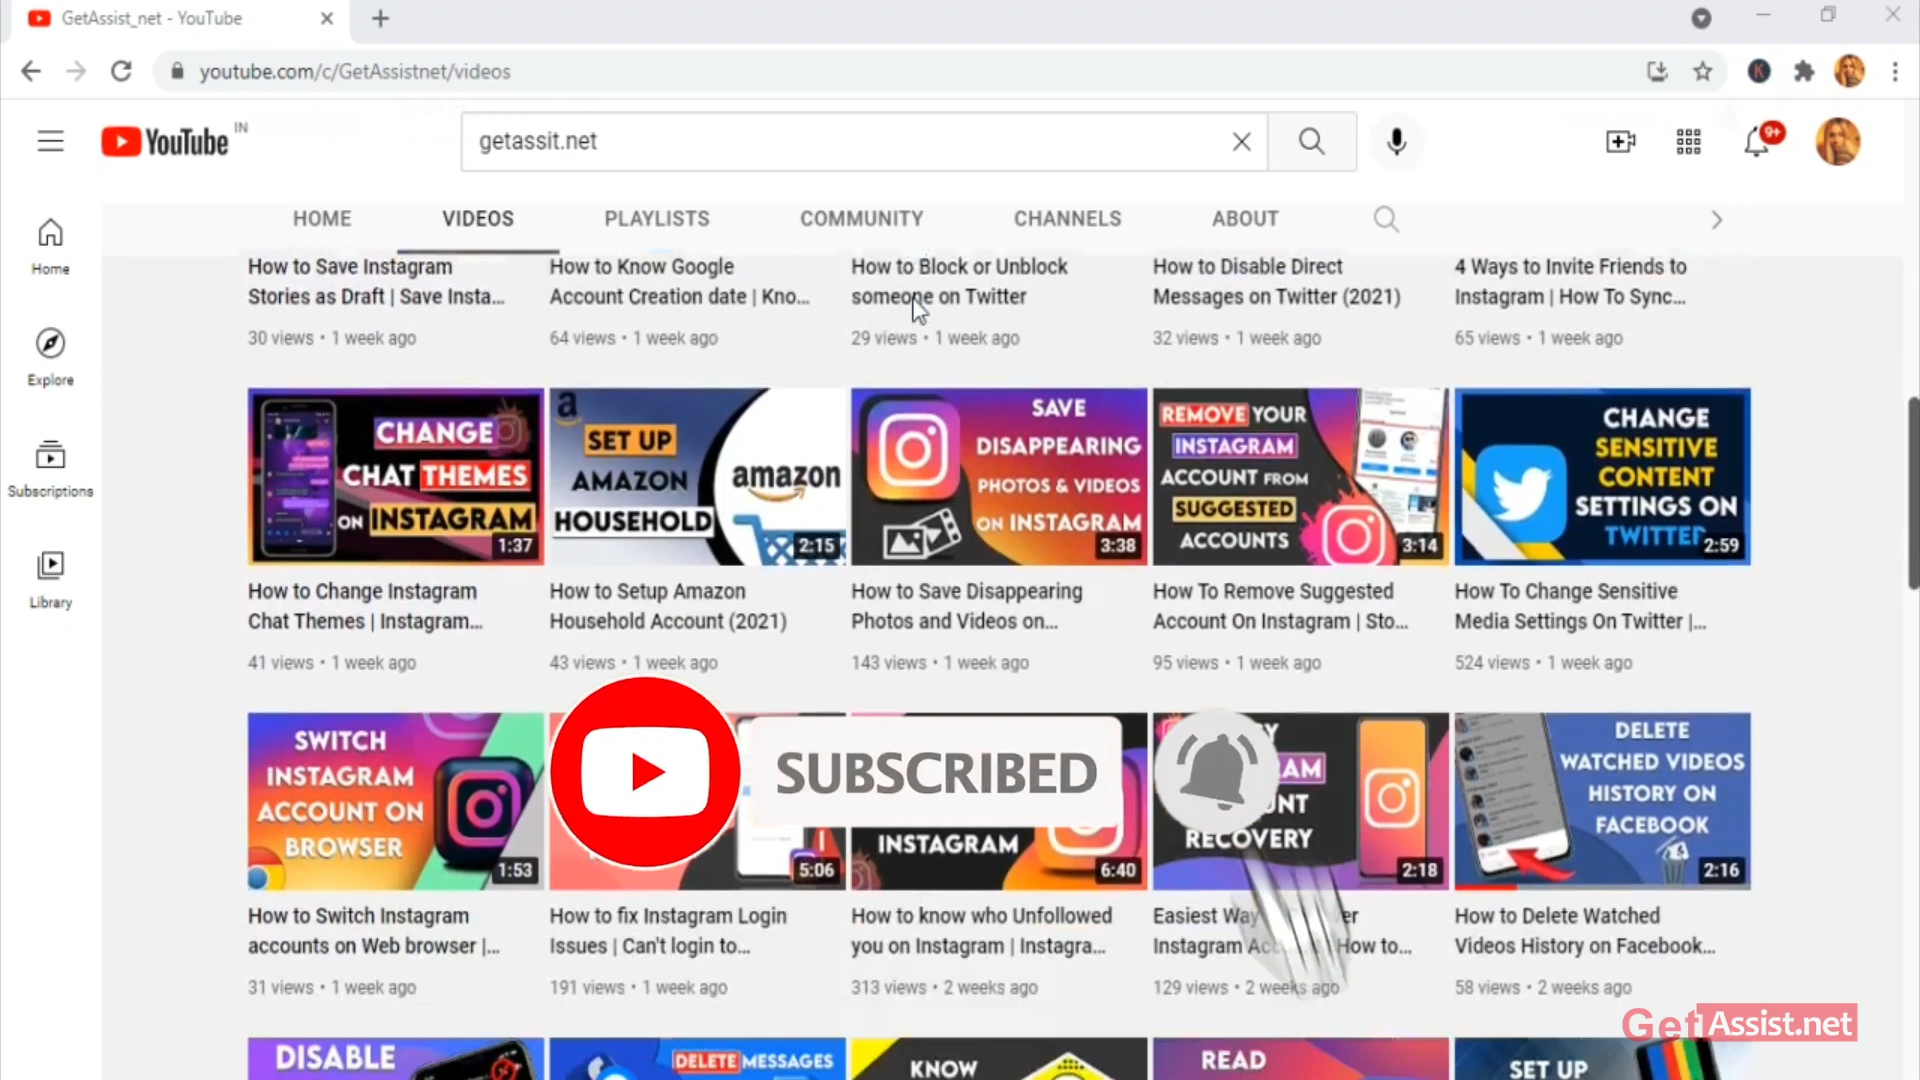 GetAssist_net - YouTube
youtube.com/c/GetAssistnet/videos
K
YouTube IN
getassit.net
9+
HOME VIDEOS PLAYLISTS COMMUNITY CHANNELS ABOUT
Home
Explore
Subscriptions
Library
How to Save Instagram
Stories as Draft | Save Insta...
30 views • 1 week ago
How to Know Google
Account Creation date | Kno...
64 views • 1 week ago
How to Block or Unblock
someone on Twitter
29 views • 1 week ago
How to Disable Direct
Messages on Twitter (2021)
32 views • 1 week ago
4 Ways to Invite Friends to
Instagram | How To Sync...
65 views • 1 week ago
CHANGE
CHAT THEMES
ON INSTAGRAM
1:37
a
SET UP
AMAZON
HOUSEHOLD
amazon
2:15
SAVE
DISAPPEARING
PHOTOS & VIDEOS
ON INSTAGRAM
3:38
REMOVE YOUR
INSTAGRAM
ACCOUNT FROM
SUGGESTED
ACCOUNTS
3:14
CHANGE
SENSITIVE
CONTENT
SETTINGS ON
TWITTER
2:59
How to Change Instagram
Chat Themes | Instagram...
41 views • 1 week ago
How to Setup Amazon
Household Account (2021)
43 views • 1 week ago
How to Save Disappearing
Photos and Videos on...
143 views • 1 week ago
How To Remove Suggested
Account On Instagram | Sto...
95 views • 1 week ago
How To Change Sensitive
Media Settings On Twitter |...
524 views • 1 week ago
SWITCH
INSTAGRAM
ACCOUNT ON
BROWSER
1:53
5:06
SUBSCRIBED
INSTAGRAM
6:40
RECOVERY
2:18
DELETE
WATCHED VIDEOS
HISTORY ON
FACEBOOK
2:16
How to Switch Instagram
accounts on Web browser |...
31 views • 1 week ago
How to fix Instagram Login
Issues | Can't login to...
191 views • 1 week ago
How to know who Unfollowed
you on Instagram | Instagra...
313 views • 2 weeks ago
Easiest Way
Instagram How to...
129 views • 2 weeks ago
How to Delete Watched
Videos History on Facebook...
58 views • 2 weeks ago
DISABLE
DELETE MESSAGES
KNOW
READ
SET UP
GetAssist.net